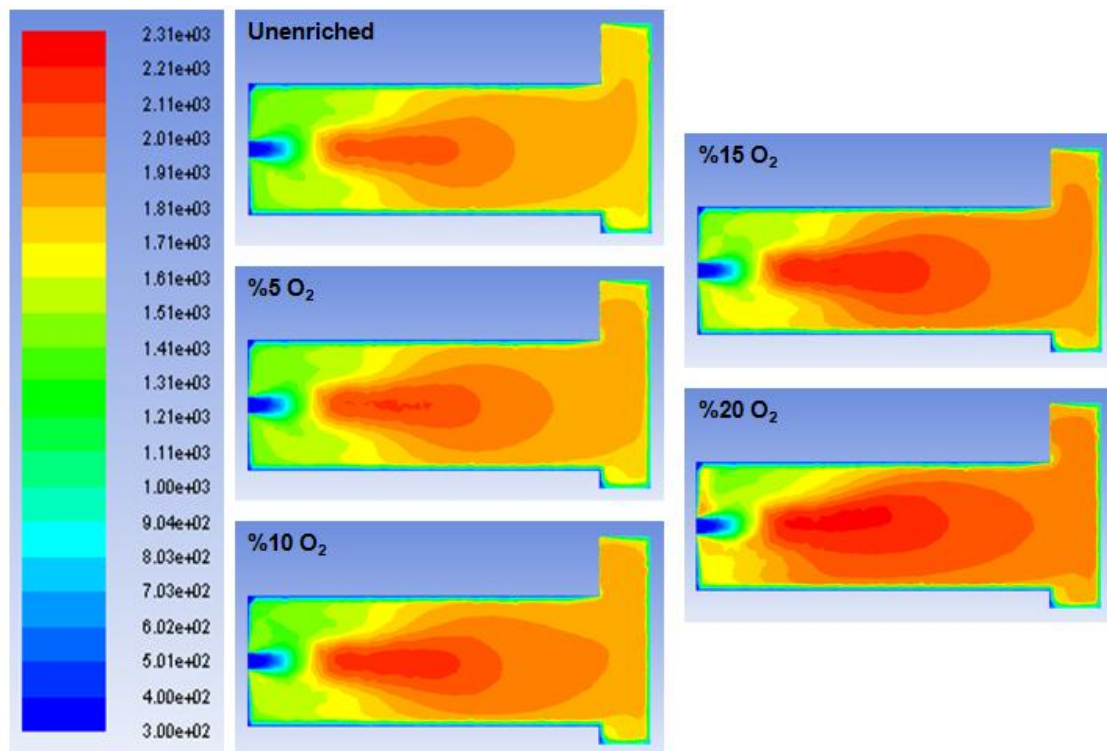 2.31e+03
2.21e+03
2.11e+03
2.01e+03
1.91e+03
1.81e+03
1.71e+03
1.61e+03
1.51e+03
1.41e+03
1.31e+03
1.21e+03
1.11e+03
1.00e+03
9.04e+02
8.03e+02
7.03e+02
6.02e+02
5.01e+02
4.00e+02
3.00e+02
Unenriched
%5 O₂
%10 O₂
%15 O₂
%20 O₂